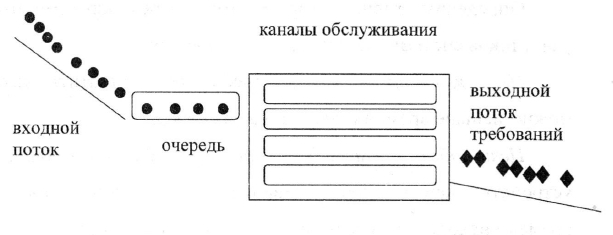 каналы обслуживания
выходной
поток
требований
входной
поток
очередь